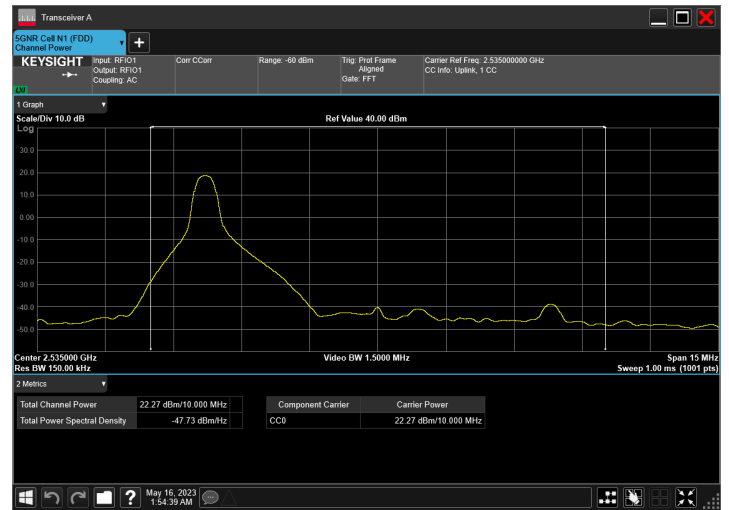 Transceiver A
5GNR Cell N1 (FDD)
Channel Power
KEYSIGHT
Input: RFIO1
Output: RFIO1
Coupling: AC
Corr CCorr
Range: -60 dBm
Trig: Prot Frame
Aligned
Gate: FFT
Carrier Ref Freq: 2.535000000 GHz
CC Info: Uplink, 1 CC
LXI
1 Graph
Scale/Div 10.0 dB
Ref Value 40.00 dBm
Log
30.0
20.0
10.0
0.00
-10.0
-20.0
-30.0
-40.0
-50.0
Center 2.535000 GHz
Video BW 1.5000 MHz
Span 15 MHz
Res BW 150.00 kHz
Sweep 1.00 ms (1001 pts)
2 Metrics
Total Channel Power 22.27 dBm/10.000 MHz
Total Power Spectral Density -47.73 dBm/Hz
Component Carrier Carrier Power
CC0 22.27 dBm/10.000 MHz
?
May 16, 2023
1:54:39 AM